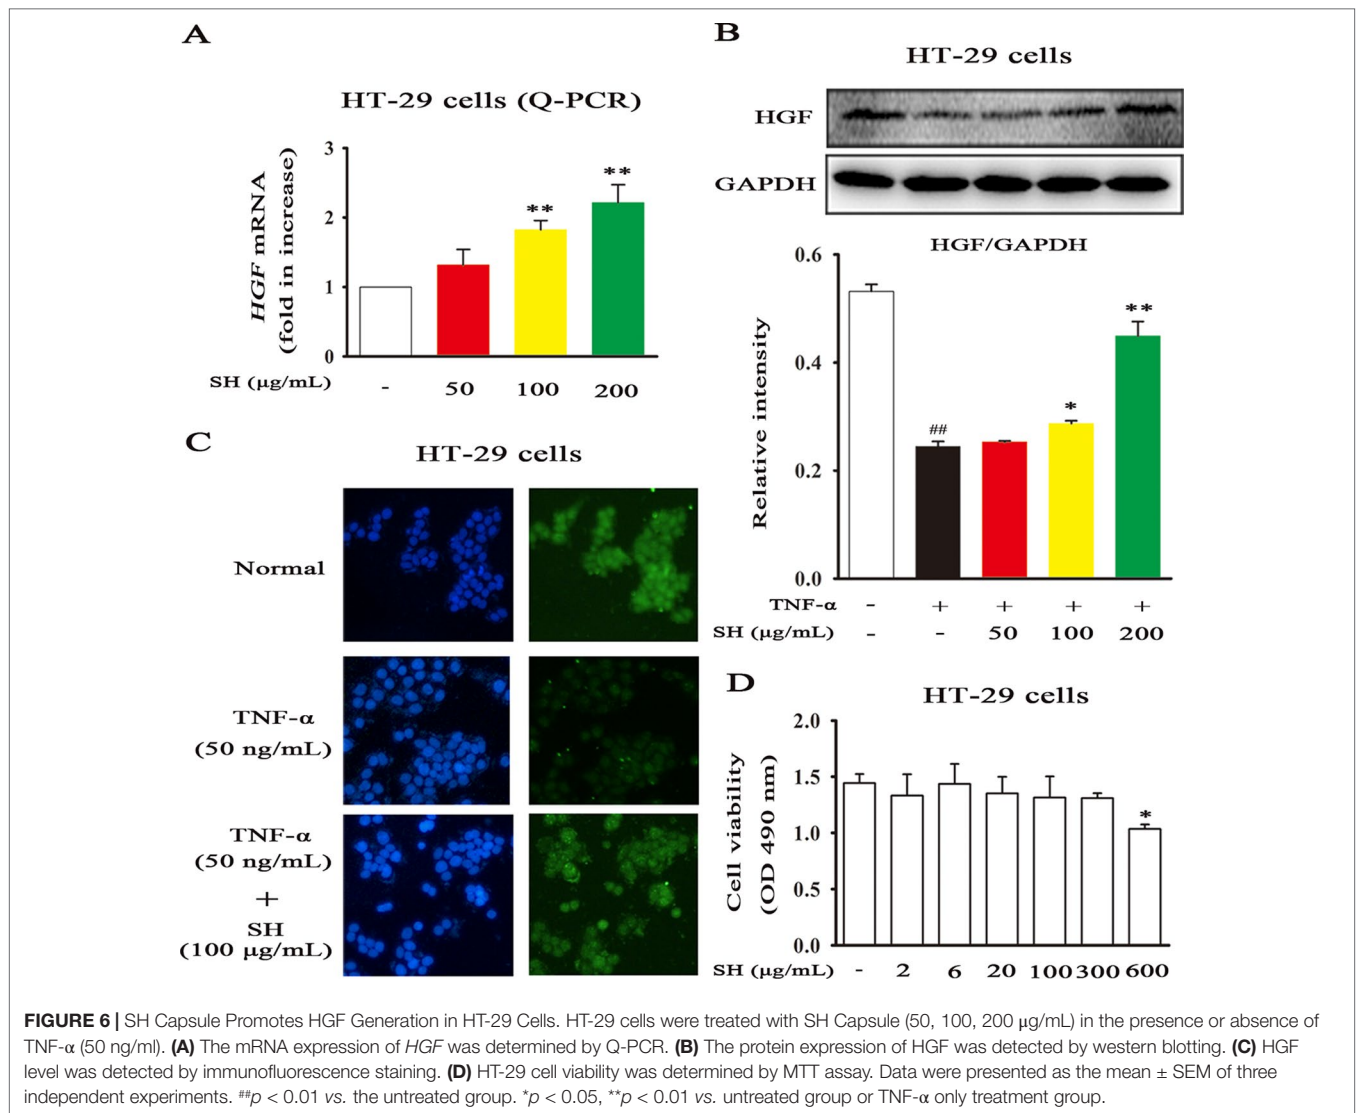 A
HT-29 cells (Q-PCR)
HGF mRNA
(fold in increase)
3
2
1
0
**
**
SH (μg/mL)
-
50
100
200
B
HT-29 cells
HGF
GAPDH
HGF/GAPDH
Relative intensity
0.6
0.4
0.2
0.0
##
*
**
TNF-α - + + + +
SH (μg/mL) - - 50 100 200
C
HT-29 cells
Normal
TNF-α
(50 ng/mL)
TNF-α
(50 ng/mL)
+
SH
(100 μg/mL)
D
HT-29 cells
Cell viability
(OD 490 nm)
2.0
1.5
1.0
0.5
0.0
*
SH (μg/mL) - 2 6 20 100 300 600
FIGURE 6 | SH Capsule Promotes HGF Generation in HT-29 Cells. HT-29 cells were treated with SH Capsule (50, 100, 200 μg/mL) in the presence or absence of
TNF-α (50 ng/ml). (A) The mRNA expression of HGF was determined by Q-PCR. (B) The protein expression of HGF was detected by western blotting. (C) HGF
level was detected by immunofluorescence staining. (D) HT-29 cell viability was determined by MTT assay. Data were presented as the mean ± SEM of three
independent experiments. ##p < 0.01 vs. the untreated group. *p < 0.05, **p < 0.01 vs. untreated group or TNF-α only treatment group.